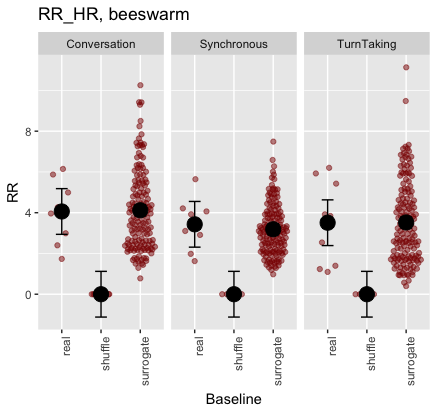 RR_HR, beeswarm
Conversation Synchronous TurnTaking
RR
8
4
0
real shuffle surrogate real shuffle surrogate real shuffle surrogate
Baseline